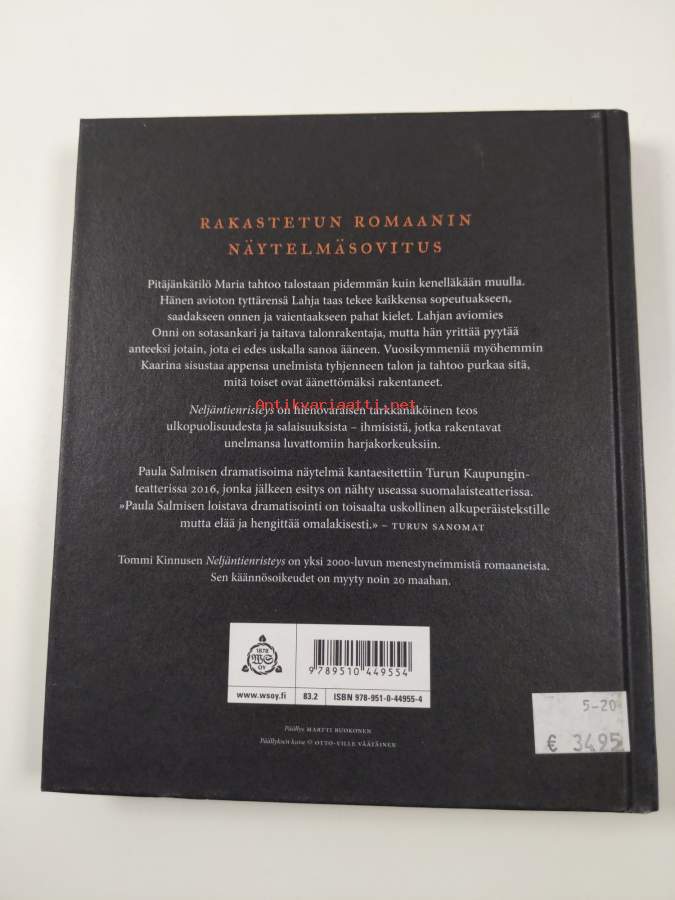 RAKASTETUN ROMAANIN
NÄYTELMÄSOVITUS
Pitäjänkätilö Maria tahtoo talostaan pidemmän kuin kenelläkään muulla.
Hänen avioton tyttärensä Lahja taas tekee kaikkensa sopeutuakseen,
saadakseen onnen ja vaientaakseen pahat kielet. Lahjan aviomies
Onni on sotasankari ja taitava talonrakentaja, mutta hän yrittää pyytää
anteeksi jotain, jota ei edes uskalla sanoa ääneen. Vuosikymmeniä myöhemmin
Kaarina sisustaa appensa unelmista tyhjenneen talon ja tahtoo purkaa sitä,
mitä toiset ovat äänettömäksi rakentaneet.
Antikvariaatti.net
Neljäntienristeys on hienovaraisen tarkkanäköinen teos
ulkopuolisuudesta ja salaisuuksista – ihmisistä, jotka rakentavat
unelmansa luvattomiin harjakorkeuksiin.
Paula Salmisen dramatisoima näytelmä kantaesitettiin Turun Kaupungin-
teatterissa 2016, jonka jälkeen esitys on nähty useassa suomalaisteatterissa.
»Paula Salmisen loistava dramatisointi on toisaalta uskollinen alkuperäistekstille
mutta elää ja hengittää omalakisesti.» – TURUN SANOMAT
Tommi Kinnusen Neljäntienristeys on yksi 2000-luvun menestyneimmistä romaaneista.
Sen käännösoikeudet on myyty noin 20 maahan.
1878
WS
OY
9 789510 449554
www.wsoy.fi
83.2
ISBN 978-951-0-44955-4
5-20
€ 34,95
Päällys MARTTI RUOKONEN
Päällyksen kuva © OTTO-VILLE VÄÄTÄINEN